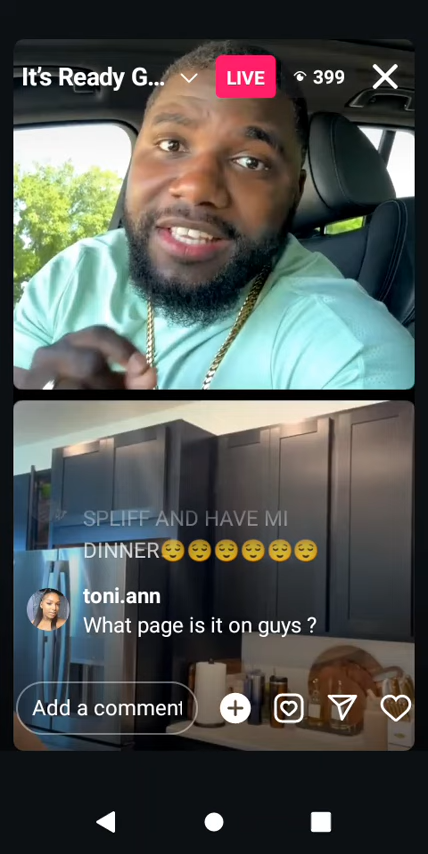 It's Ready G...
LIVE
399
SPLIFF AND HAVE MI
DINNER😌😌😌😌😌😌
toni.ann
What page is it on guys ?
Add a comment